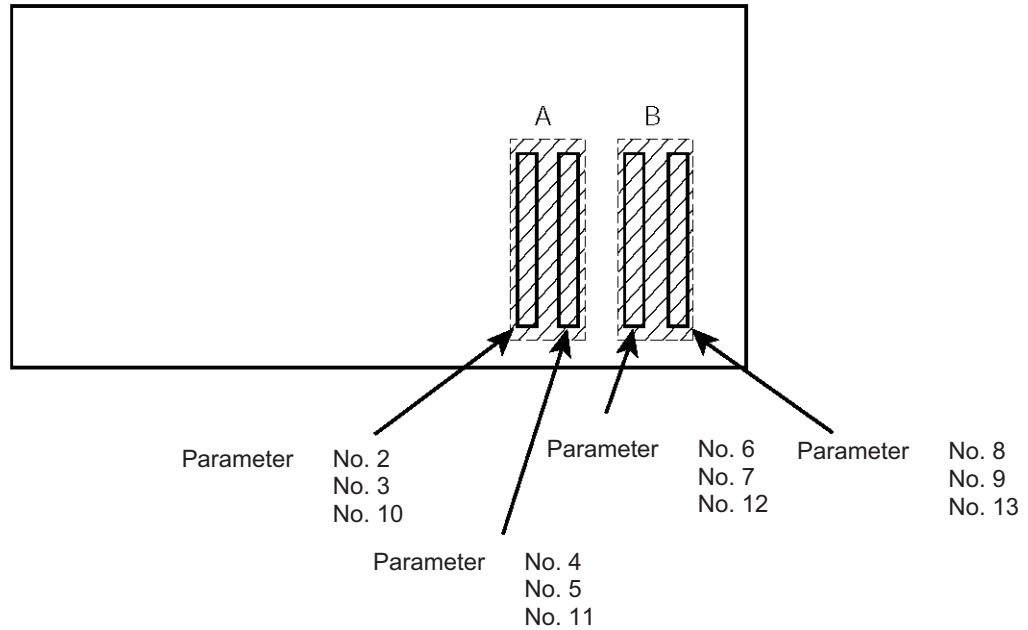 A
B
Parameter No. 2
No. 3
No. 10
Parameter No. 6
No. 7
No. 12
Parameter No. 8
No. 9
No. 13
Parameter No. 4
No. 5
No. 11